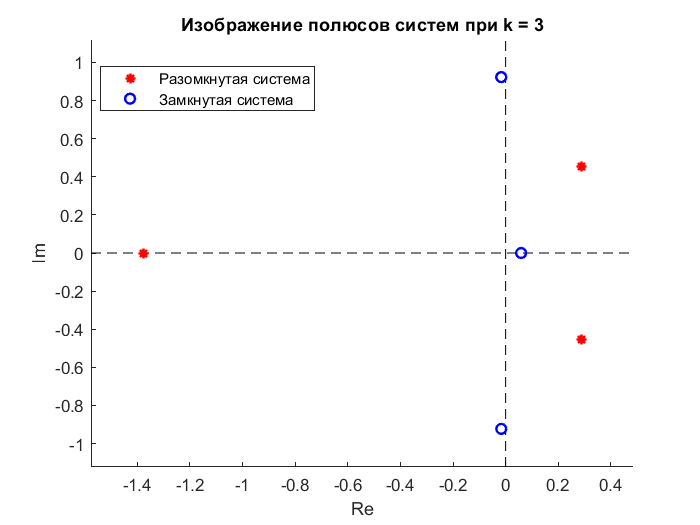 Изображение полюсов систем при k = 3
Разомкнутая система
Замкнутая система
1
0.8
0.6
0.4
0.2
0
-0.2
-0.4
-0.6
-0.8
-1
Im
-1.4 -1.2 -1 -0.8 -0.6 -0.4 -0.2 0 0.2 0.4
Re